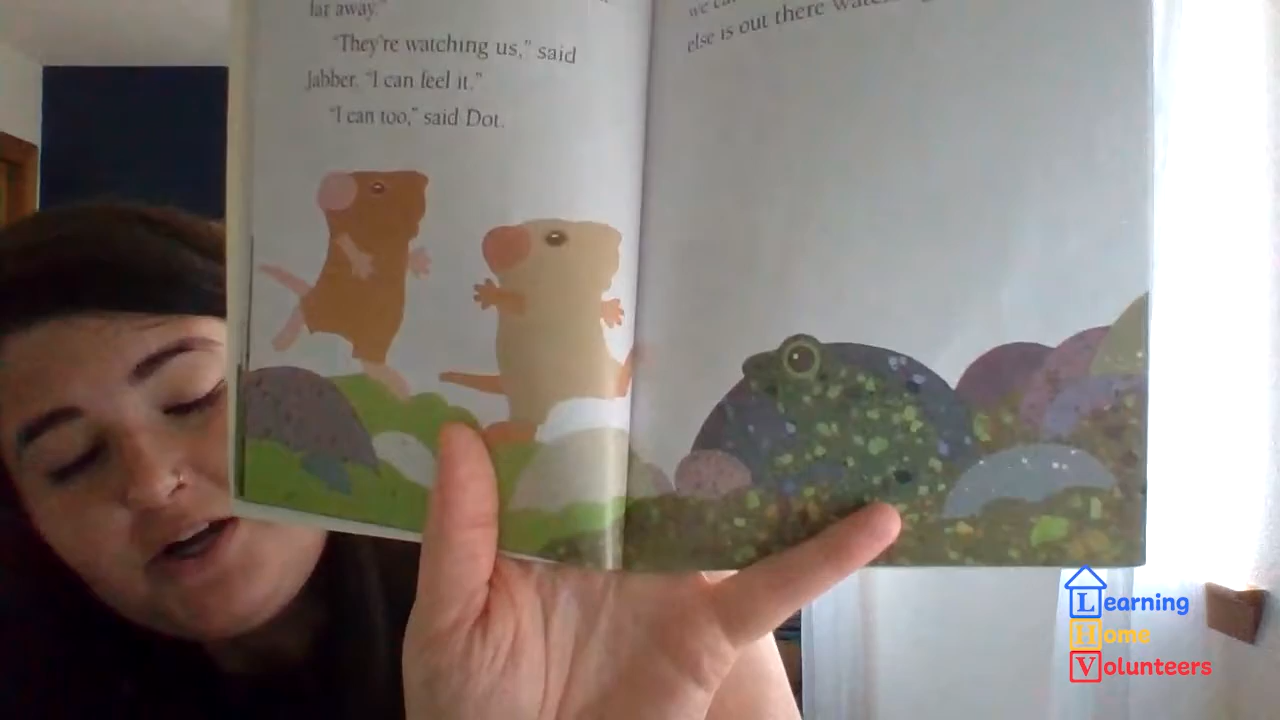 far away."
"They're watching us," said
Jabber. "I can feel it."
"I can too," said Dot.
else is out there
Learning
Home
Volunteers